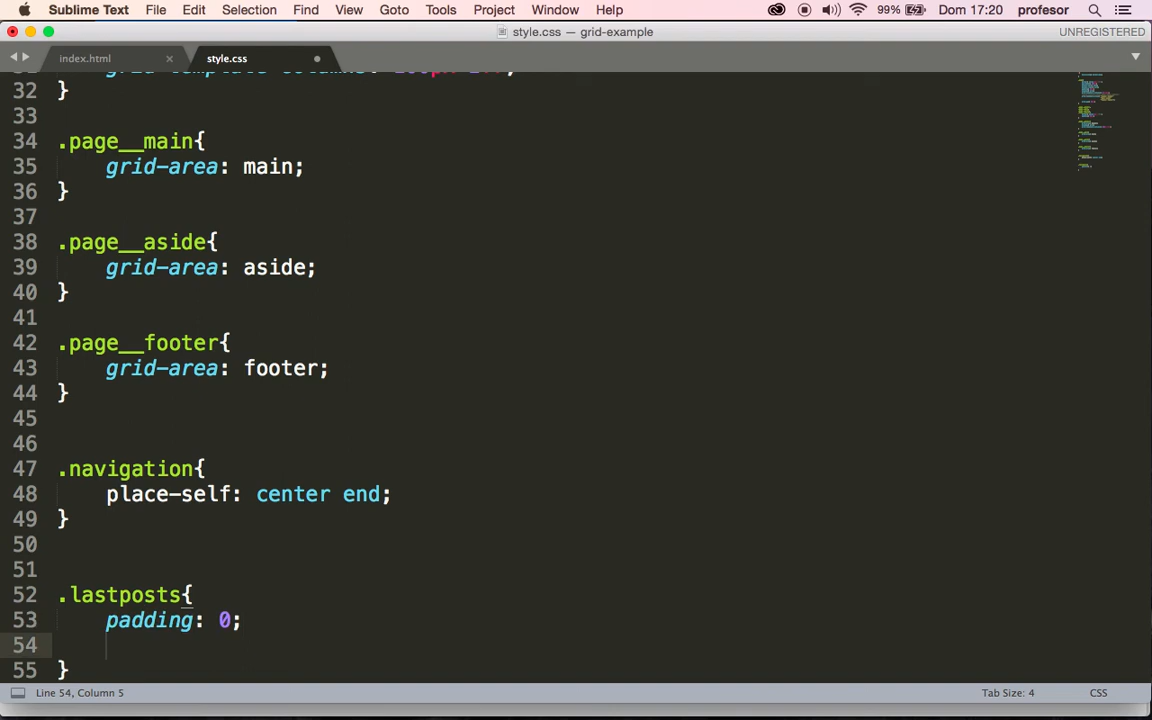 Sublime Text File Edit Selection Find View Goto Tools Project Window Help 99% Dom 17:20 profesor
style.css — grid-example UNREGISTERED
index.html style.css
32 }
33
34 .page__main{
35 grid-area: main;
36 }
37
38 .page__aside{
39 grid-area: aside;
40 }
41
42 .page__footer{
43 grid-area: footer;
44 }
45
46
47 .navigation{
48 place-self: center end;
49 }
50
51
52 .lastposts{
53 padding: 0;
54
55 }
Line 54, Column 5 Tab Size: 4 CSS